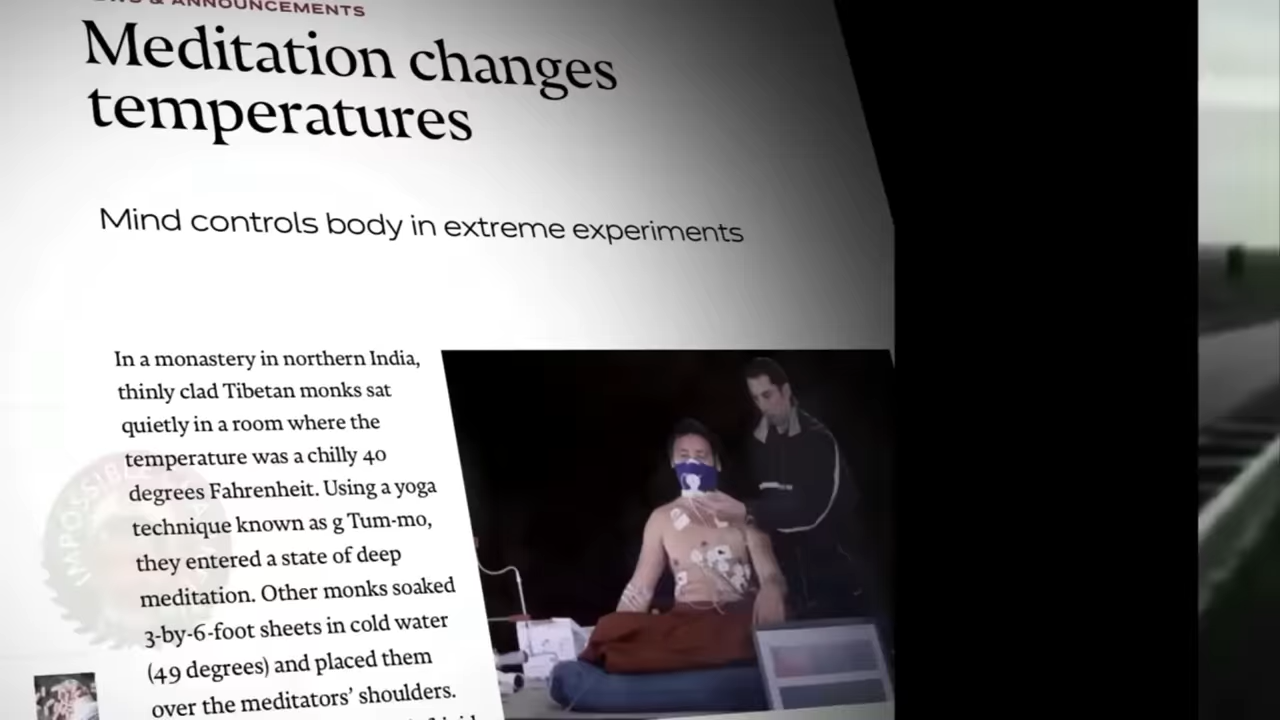 & ANNOUNCEMENTS
Meditation changes
temperatures
Mind controls body in extreme experiments
In a monastery in northern India,
thinly clad Tibetan monks sat
quietly in a room where the
temperature was a chilly 40
degrees Fahrenheit. Using a yoga
technique known as g Tum-mo,
they entered a state of deep
meditation. Other monks soaked
3-by-6-foot sheets in cold water
(49 degrees) and placed them
over the meditators' shoulders.
IMPOSSIBLE